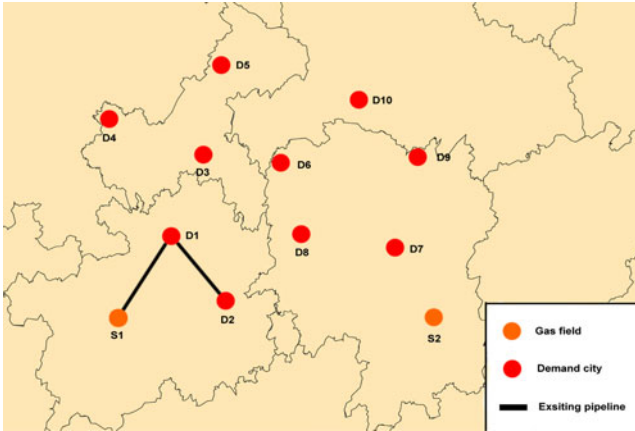 D5
D10
D4
D3
D6
D9
D1
D8
D7
D2
S1
S2
Gas field
Demand city
Exsiting pipeline